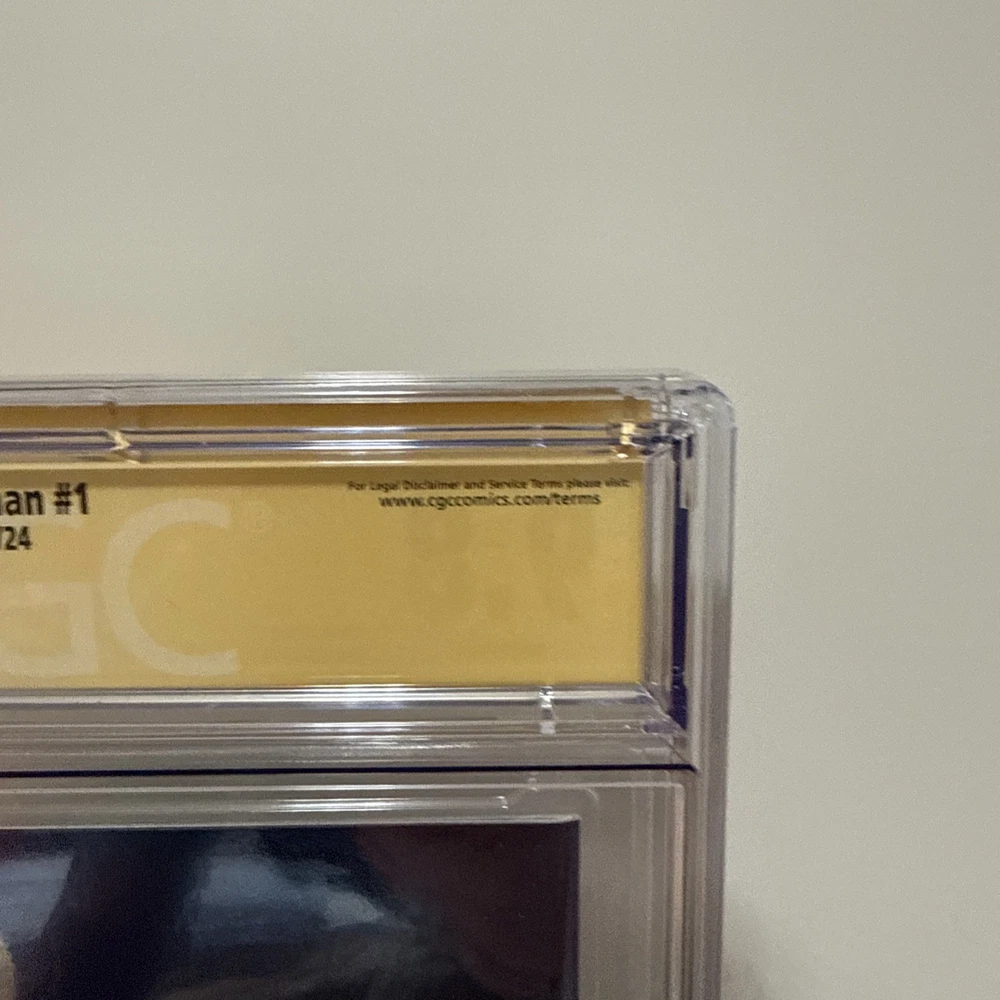 For Legal Disclaimer and Service Terms please visit:
www.cgccomics.com/terms
an #1
/24
GC